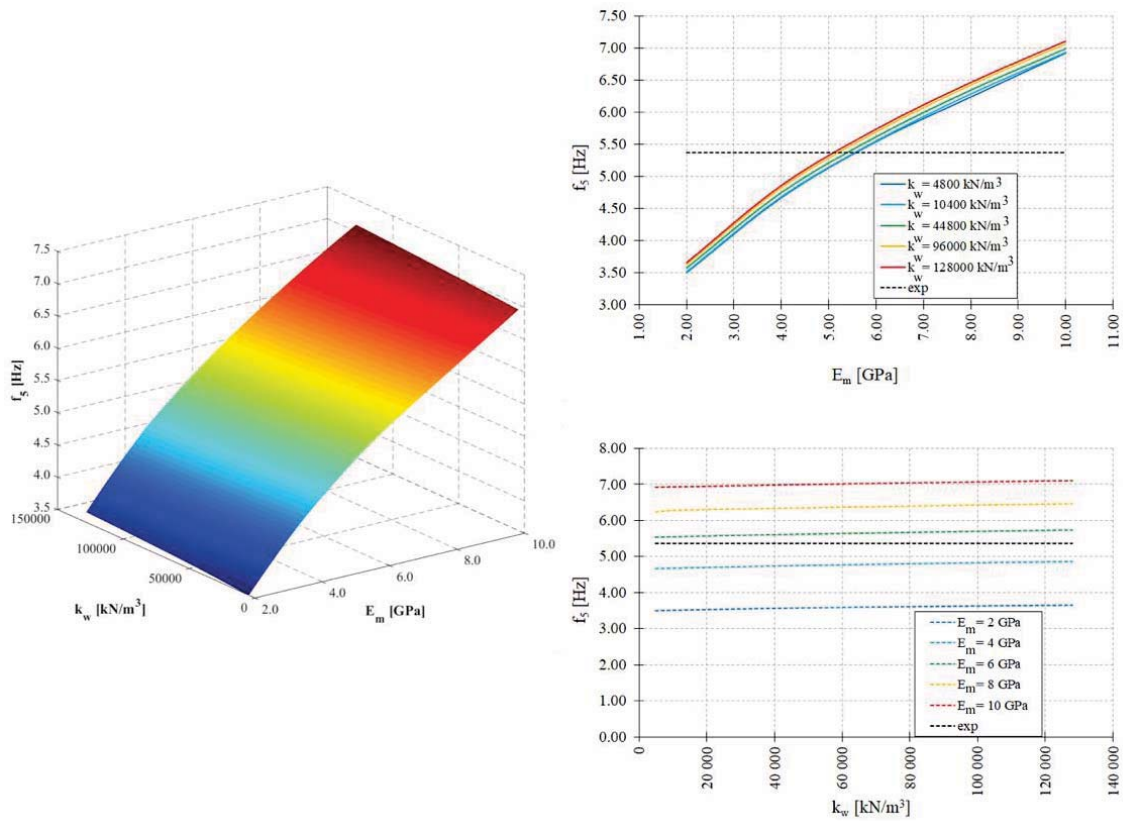 7.5
7.0
6.5
6.0
5.5
5.0
4.5
4.0
3.5
f5 [Hz]
150000
100000
50000
0
kw [kN/m³]
2.0
4.0
6.0
8.0
10.0
Em [GPa]
7.50
7.00
6.50
6.00
5.50
5.00
4.50
4.00
3.50
3.00
f5 [Hz]
kw = 4800 kN/m³
kw = 10400 kN/m³
kw = 44800 kN/m³
kw = 96000 kN/m³
kw = 128000 kN/m³
exp
1.00
2.00
3.00
4.00
5.00
6.00
7.00
8.00
9.00
10.00
11.00
Em [GPa]
8.00
7.00
6.00
5.00
4.00
3.00
2.00
1.00
0.00
f5 [Hz]
Em= 2 GPa
Em= 4 GPa
Em= 6 GPa
Em= 8 GPa
Em= 10 GPa
exp
0
20 000
40 000
60 000
80 000
100 000
120 000
140 000
kw [kN/m³]